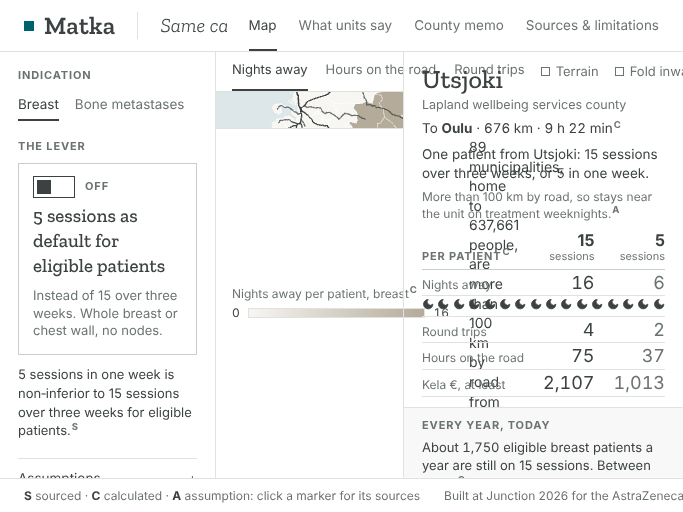 Matka
Same ca
Map
What units say
County memo
Sources & limitations
INDICATION
Breast
Bone metastases
THE LEVER
OFF
5 sessions as
default for
eligible patients
Instead of 15 over three
weeks. Whole breast or
chest wall, no nodes.
5 sessions in one week is
non-inferior to 15 sessions
over three weeks for eligible
patients.S
Assumptions
Nights away
Hours on the road
Round trips
Terrain
Fold inwa
Nights away per patient, breastC
0
16
89
municipalities,
home
to
637,661
people,
are
more
than
100
km
by
road
from
Utsjoki
Lapland wellbeing services county
To Oulu · 676 km · 9 h 22 minC
One patient from Utsjoki: 15 sessions
over three weeks, or 5 in one week.
More than 100 km by road, so stays near
the unit on treatment weeknights.A
PER PATIENTC
15
sessions
5
sessions
Nights away 16 6
Round trips 4 2
Hours on the road 75 37
Kela €, at least 2,107 1,013
EVERY YEAR, TODAY
About 1,750 eligible breast patients a
year are still on 15 sessions. Between
S sourced · C calculated · A assumption: click a marker for its sources
Built at Junction 2026 for the AstraZeneca